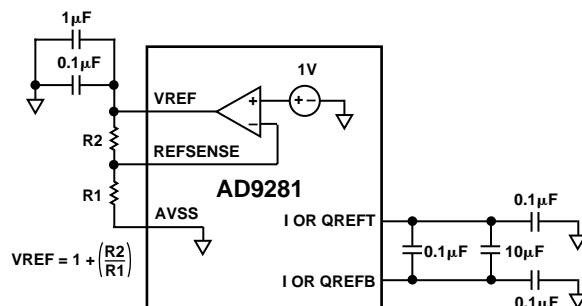 1µF
0.1µF
1V
VREF
+
+ –
–
R2
REFSENSE
R1
AD9281
AVSS
VREF = 1 + (R2/R1)
I OR QREFT
0.1µF
0.1µF
10µF
I OR QREFB
0.1µF